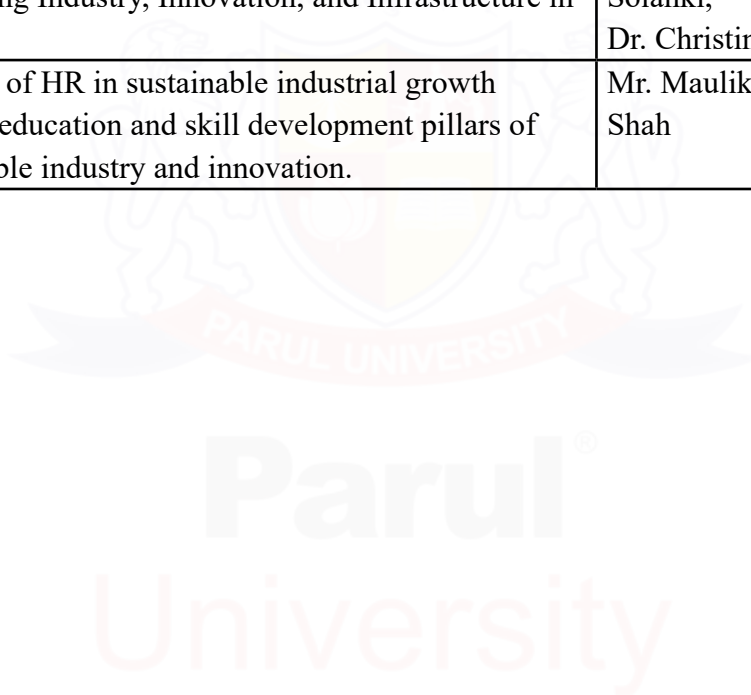 ng Industry, Innovation, and Infrastructure in
Solanki,
Dr. Christin
of HR in sustainable industrial growth
education and skill development pillars of
ble industry and innovation.
Mr. Maulik
Shah
PARUL UNIVERSITY
Parul®
University